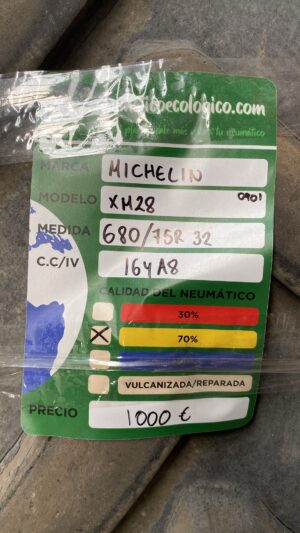 icpecologico.com
MARCA MICHELIN
MODELO XM28 0901
MEDIDA 680/75R 32
C.C/IV 164A8
CALIDAD DEL NEUMÁTICO
30%
70%
VULCANIZADA/REPARADA
PRECIO 1000 €